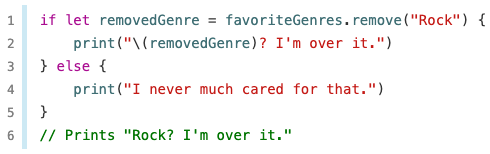 1 if let removedGenre = favoriteGenres.remove("Rock") {
2     print("\(removedGenre)? I'm over it.")
3 } else {
4     print("I never much cared for that.")
5 }
6 // Prints "Rock? I'm over it."